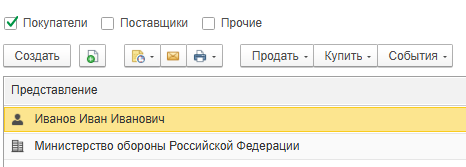 Покупатели Поставщики Прочие
Создать Продать Купить События
Представление
Иванов Иван Иванович
Министерство обороны Российской Федерации